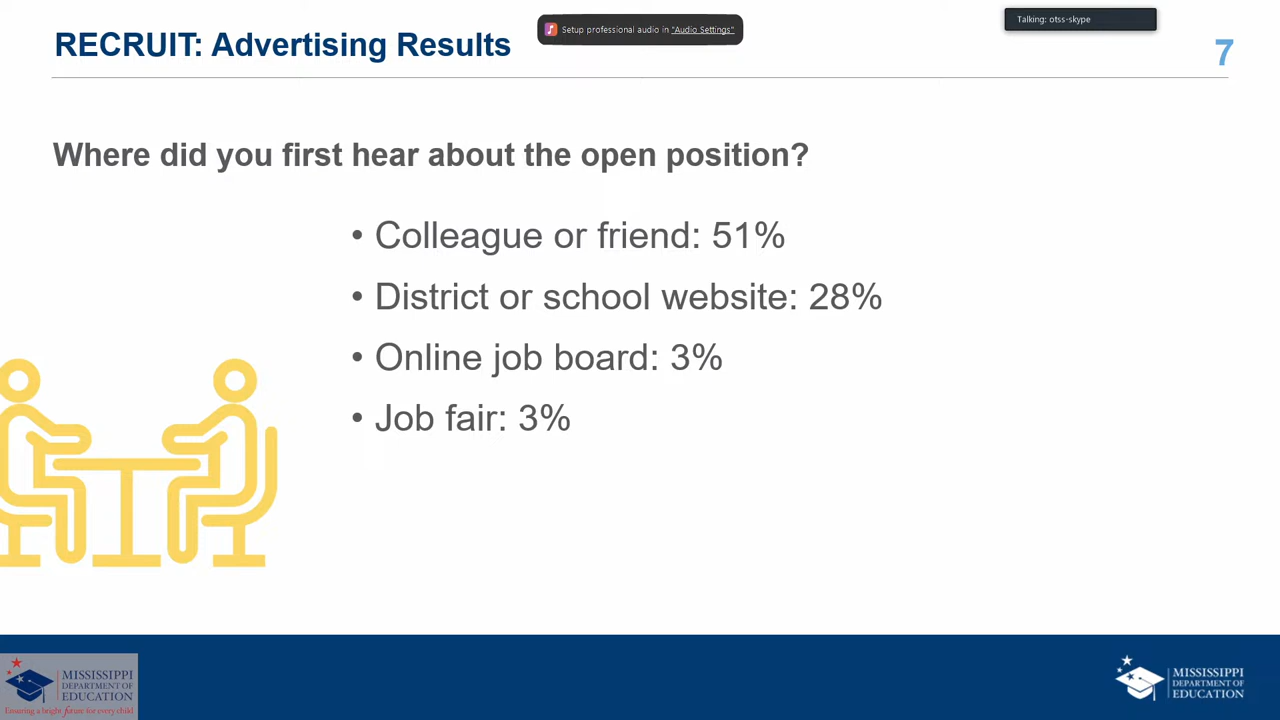 RECRUIT: Advertising Results
Setup professional audio in "Audio Settings"
Talking: otss-skype
7
Where did you first hear about the open position?
• Colleague or friend: 51%
• District or school website: 28%
• Online job board: 3%
• Job fair: 3%
MISSISSIPPI
DEPARTMENT OF
EDUCATION
Ensuring a bright future for every child
MISSISSIPPI
DEPARTMENT OF
EDUCATION